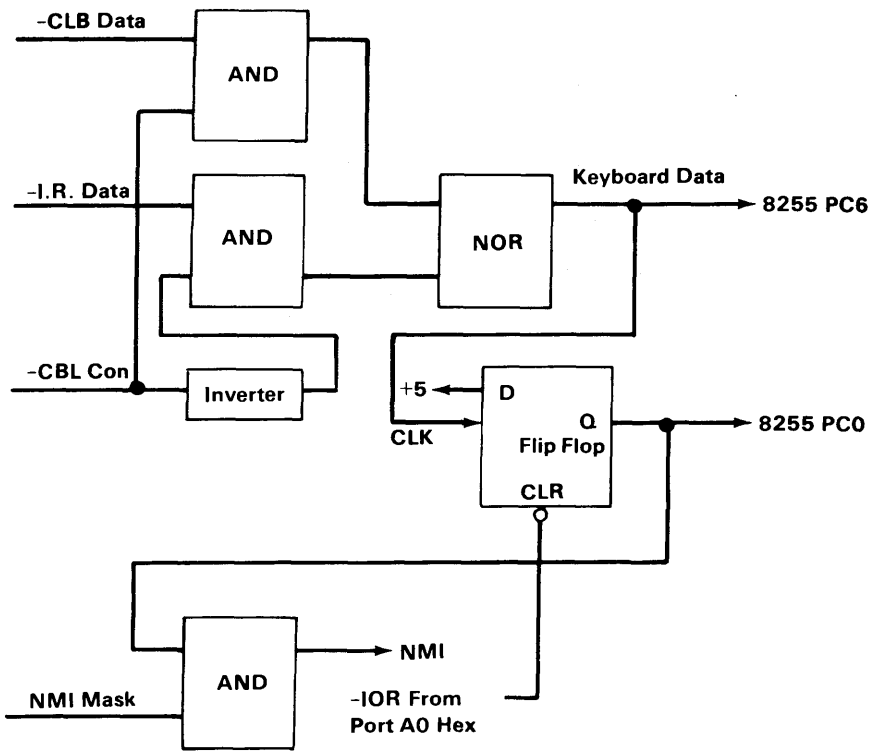 -CLB Data
AND
-I.R. Data
AND
Keyboard Data
8255 PC6
NOR
-CBL Con
Inverter
+5
D
Q
8255 PC0
CLK
Flip Flop
CLR
AND
NMI
NMI Mask
-IOR From
Port A0 Hex